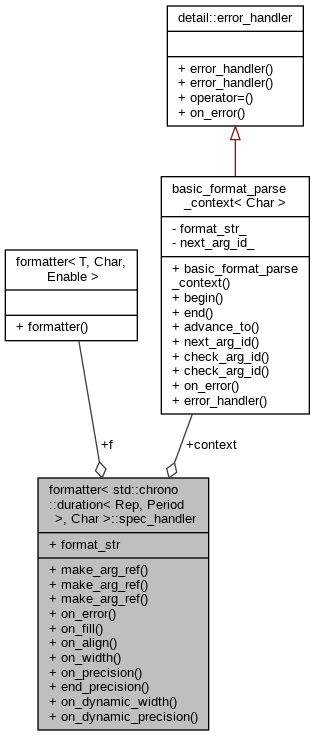 detail::error_handler
+ error_handler()
+ error_handler()
+ operator=()
+ on_error()
basic_format_parse
_context< Char >
- format_str_
- next_arg_id_
+ basic_format_parse
_context()
+ begin()
+ end()
+ advance_to()
+ next_arg_id()
+ check_arg_id()
+ check_arg_id()
+ on_error()
+ error_handler()
formatter< T, Char,
Enable >
+ formatter()
+f
+context
formatter< std::chrono
::duration< Rep, Period
>, Char >::spec_handler
+ format_str
+ make_arg_ref()
+ make_arg_ref()
+ make_arg_ref()
+ on_error()
+ on_fill()
+ on_align()
+ on_width()
+ on_precision()
+ end_precision()
+ on_dynamic_width()
+ on_dynamic_precision()